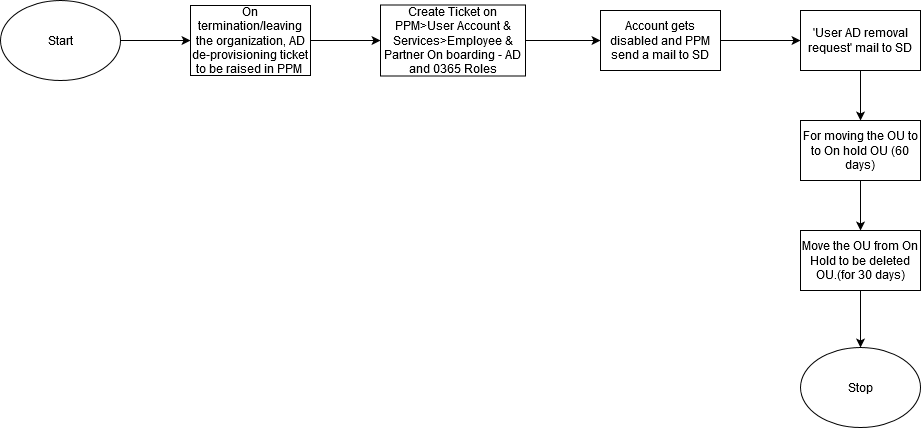 Start
On
termination/leaving
the organization, AD
de-provisioning ticket
to be raised in PPM
Create Ticket on
PPM>User Account &
Services>Employee &
Partner On boarding - AD
and 0365 Roles
Account gets
disabled and PPM
send a mail to SD
'User AD removal
request' mail to SD
For moving the OU to
to On hold OU (60
days)
Move the OU from On
Hold to be deleted
OU.(for 30 days)
Stop